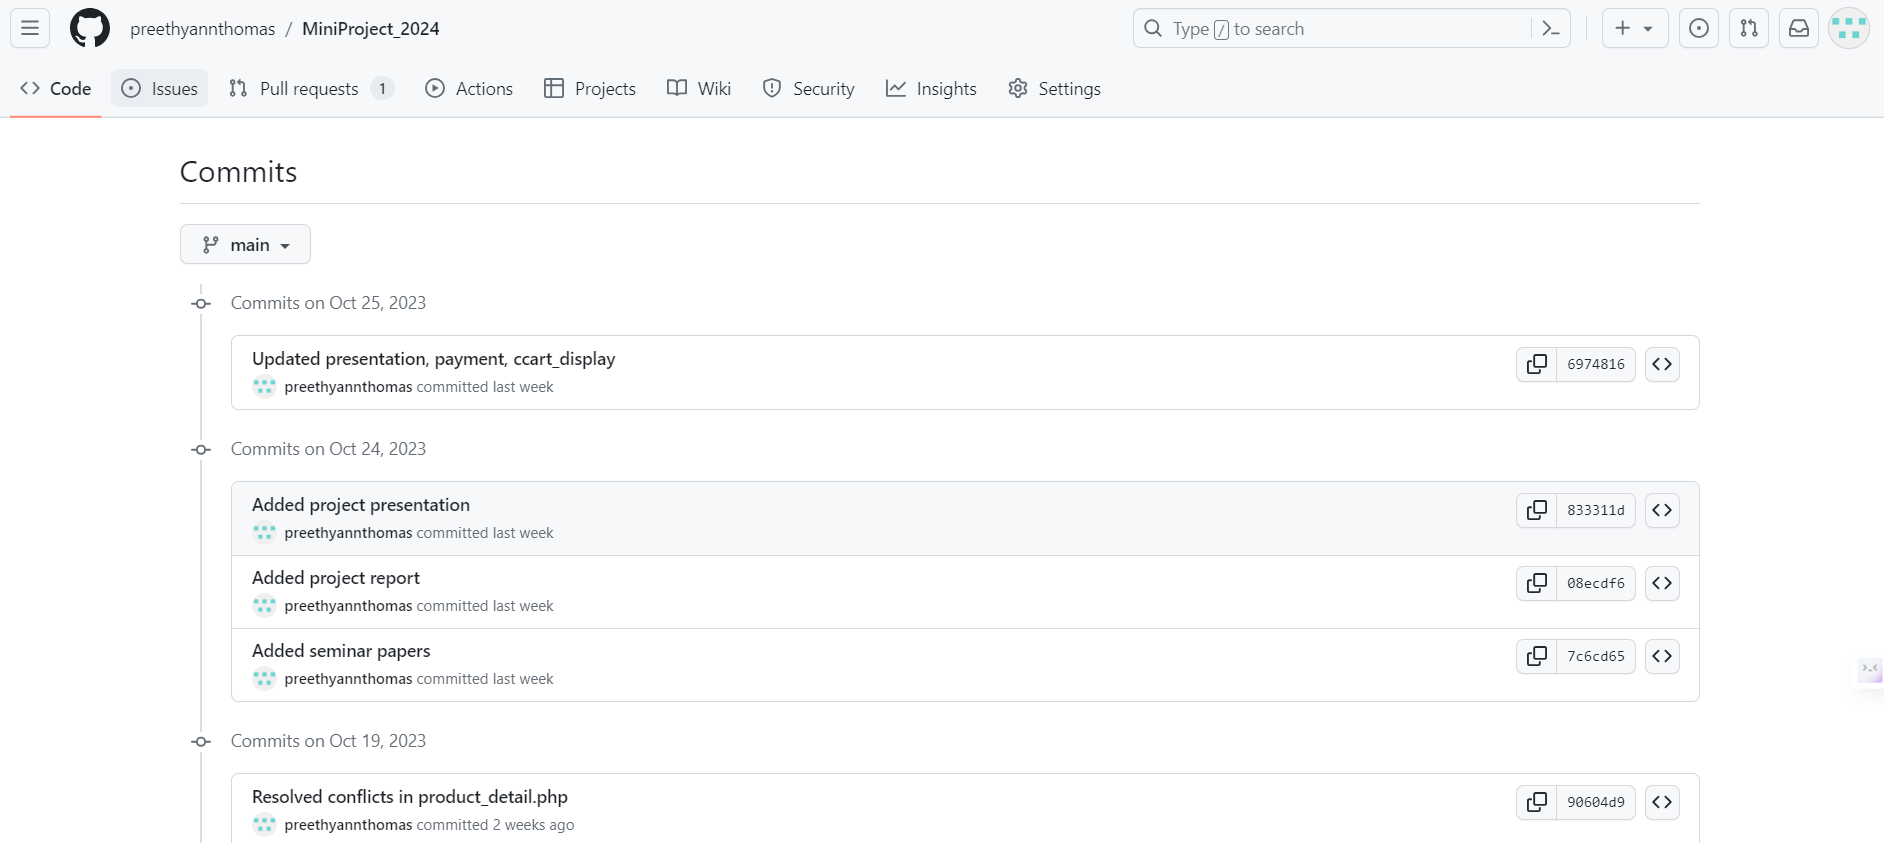 preethyannthomas / MiniProject_2024
Type / to search
Code Issues Pull requests 1 Actions Projects Wiki Security Insights Settings
Commits
main
Commits on Oct 25, 2023
Updated presentation, payment, ccart_display
6974816
preethyannthomas committed last week
Commits on Oct 24, 2023
Added project presentation
833311d
preethyannthomas committed last week
Added project report
08ecdf6
preethyannthomas committed last week
Added seminar papers
7c6cd65
preethyannthomas committed last week
Commits on Oct 19, 2023
Resolved conflicts in product_detail.php
90604d9
preethyannthomas committed 2 weeks ago